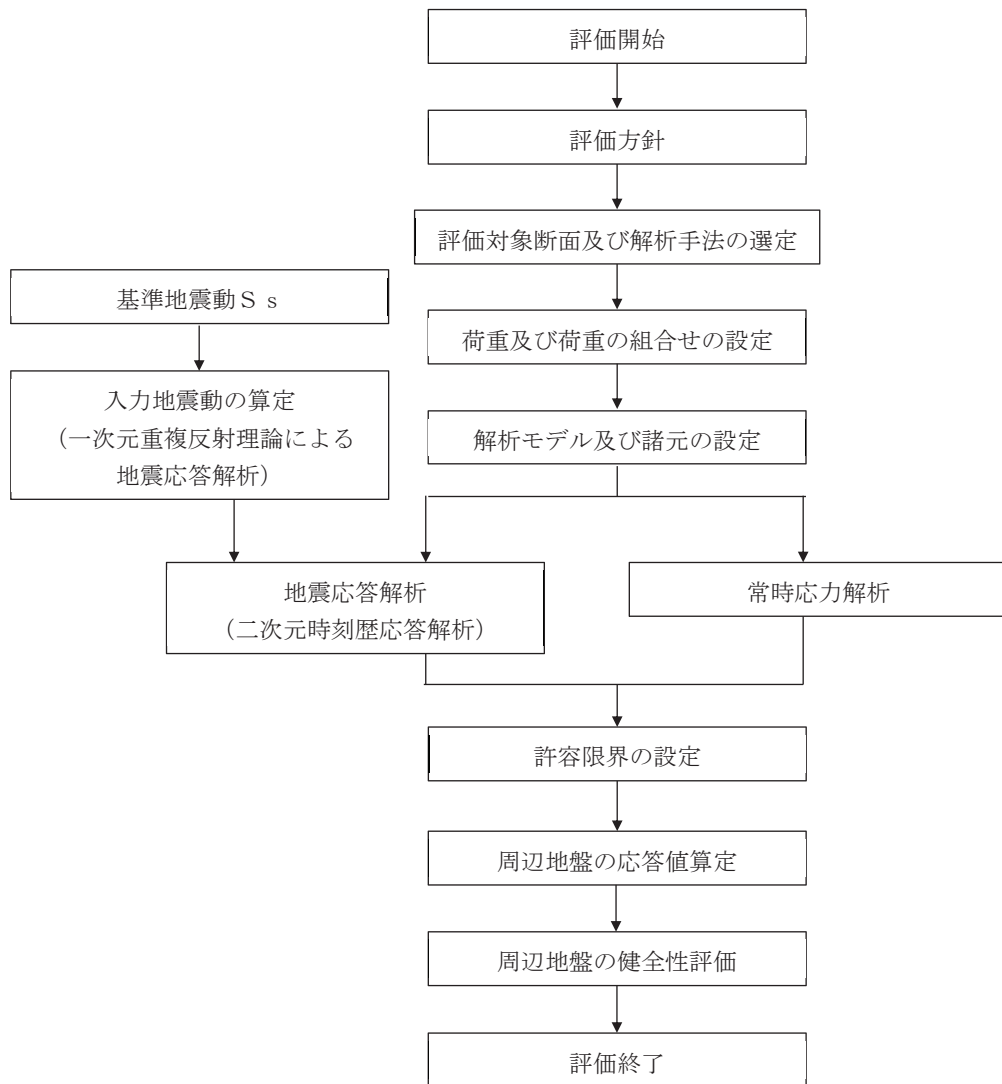 評価開始
評価方針
評価対象断面及び解析手法の選定
基準地震動Ｓｓ
荷重及び荷重の組合せの設定
入力地震動の算定
（一次元重複反射理論による
地震応答解析）
解析モデル及び諸元の設定
地震応答解析
（二次元時刻歴応答解析）
常時応力解析
許容限界の設定
周辺地盤の応答値算定
周辺地盤の健全性評価
評価終了